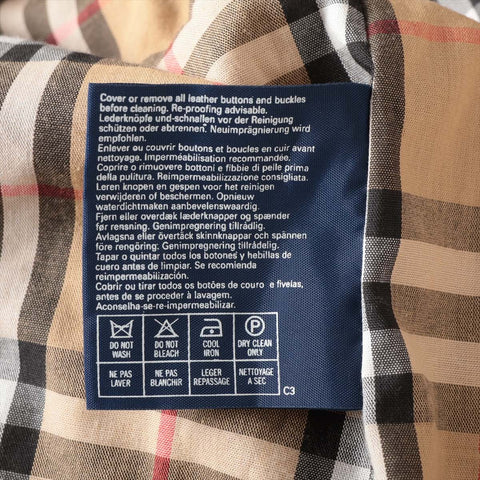 Cover or remove all leather buttons and buckles
before cleaning. Re-proofing advisable.
Lederknöpfe und-schnellen vor der Reinigung
schützen oder abtrennen. Neuimprägnierung wird
empfohlen.
Enlever ou couvrir boutons et boucles en cuir avant
nettoyage. Imperméabilisation recommandée.
Coprire o rimuovere bottoni e fibbie di pelle prima
della pulitura. Reimpermeabilizzazione consigliata.
Leren knopen en gespen voor het reinigen
verwijderen of beschermen. Opnieuw
waterdichtmaken aanbevelenswaard.
Fjern eller overdæk læderknapper og spænder
før rensning. Genimprægnering tillrådlig.
Avlagsna eller övertäck skinnknappar och spännen
före rengöring. Genimpregnering tillrådelig.
Tapar o quintar todos los botones y hebillas de
cuero antes de limpiar. Se recomienda
reimpermeabilización.
Cobrir ou tirar todos os botões de couro e fivelas,
antes de se proceder à lavagem.
Aconselha-se-re-impermeabilizar.
P
DO NOT WASH DO NOT BLEACH COOL IRON DRY CLEAN ONLY
NE PAS LAVER NE PAS BLANCHIR LEGER REPASSAGE NETTOYAGE A SEC
C3